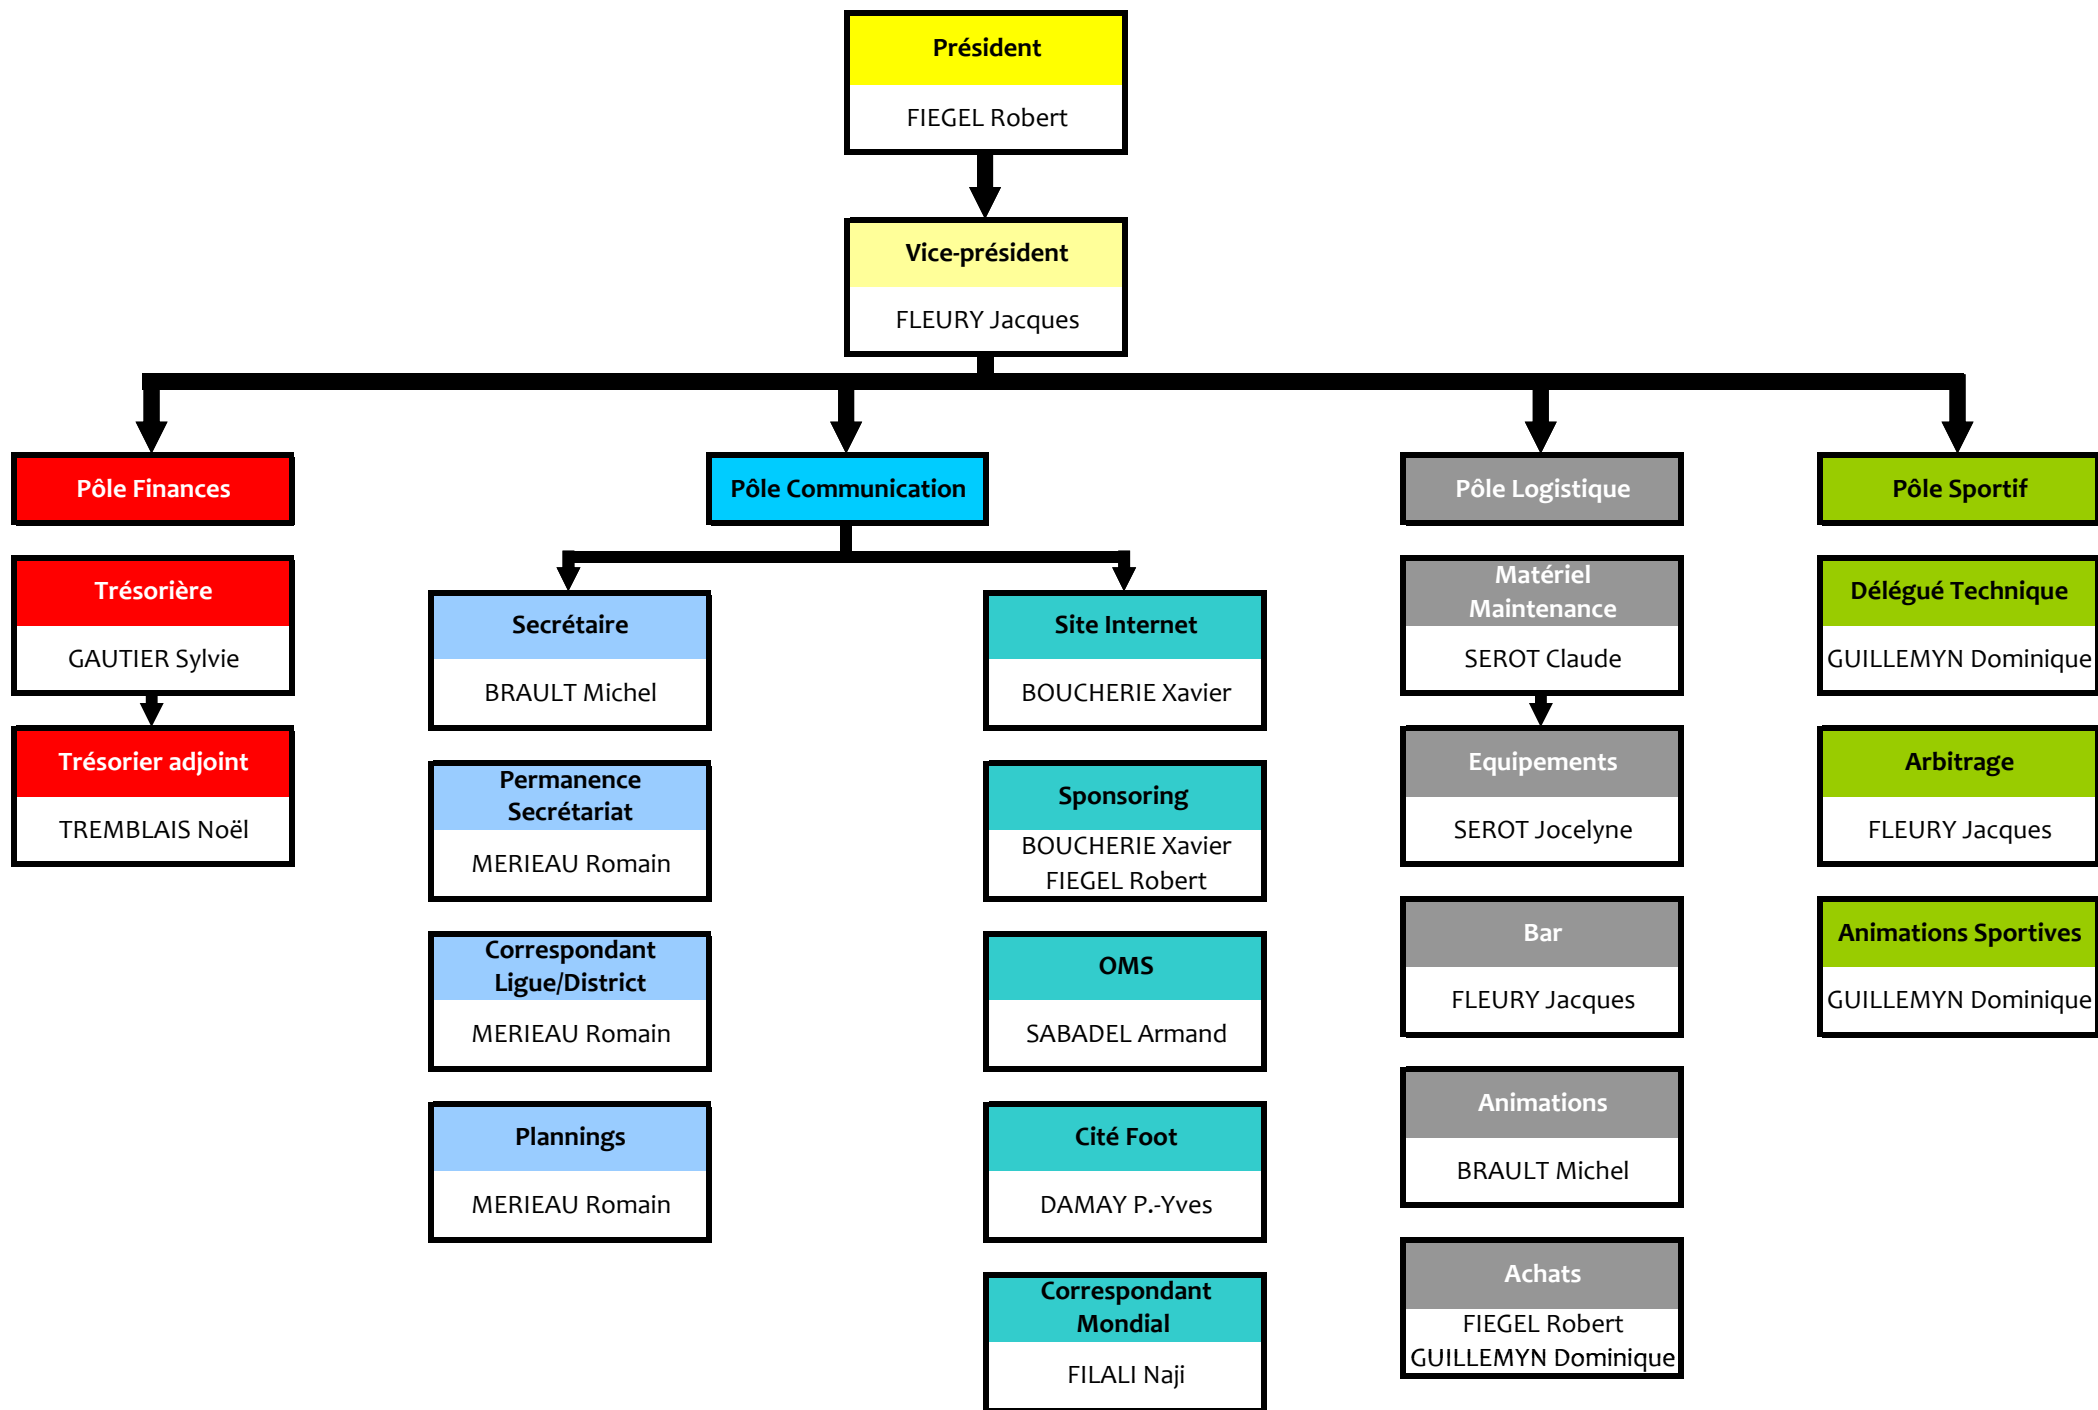 Président
FIEGEL Robert
Vice-président
FLEURY Jacques
Pôle Finances
Trésorière
GAUTIER Sylvie
Trésorier adjoint
TREMBLAIS Noël
Pôle Communication
Secrétaire
BRAULT Michel
Permanence
Secrétariat
MERIEAU Romain
Correspondant
Ligue/District
MERIEAU Romain
Plannings
MERIEAU Romain
Site Internet
BOUCHERIE Xavier
Sponsoring
BOUCHERIE Xavier
FIEGEL Robert
OMS
SABADEL Armand
Cité Foot
DAMAY P.-Yves
Correspondant
Mondial
FILALI Naji
Pôle Logistique
Matériel
Maintenance
SEROT Claude
Equipements
SEROT Jocelyne
Bar
FLEURY Jacques
Animations
BRAULT Michel
Achats
FIEGEL Robert
GUILLEMYN Dominique
Pôle Sportif
Délégué Technique
GUILLEMYN Dominique
Arbitrage
FLEURY Jacques
Animations Sportives
GUILLEMYN Dominique